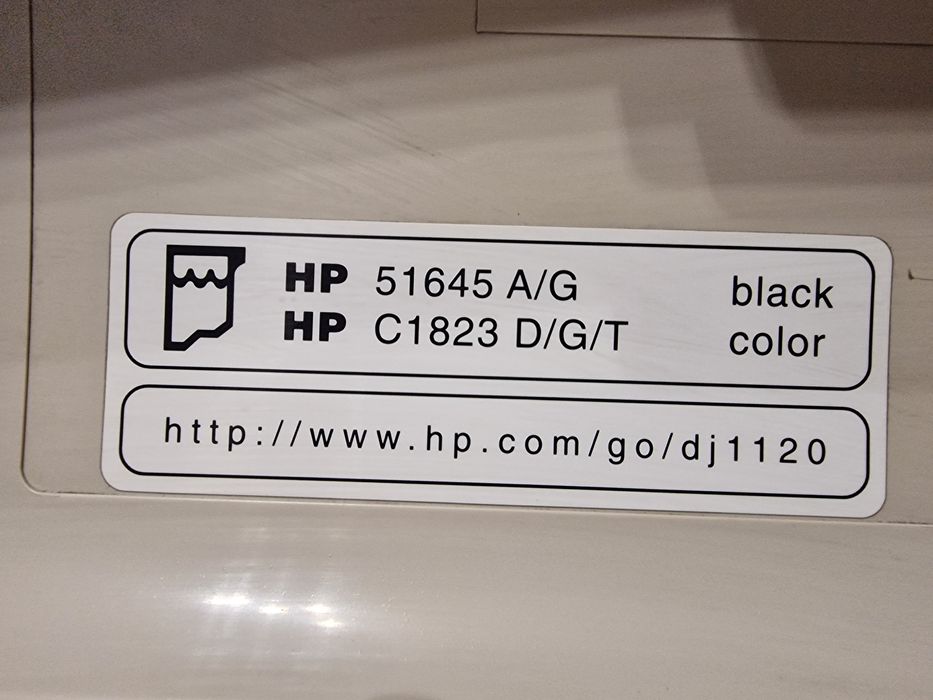 HP 51645 A/G black
HP C1823 D/G/T color
http://www.hp.com/go/dj1120